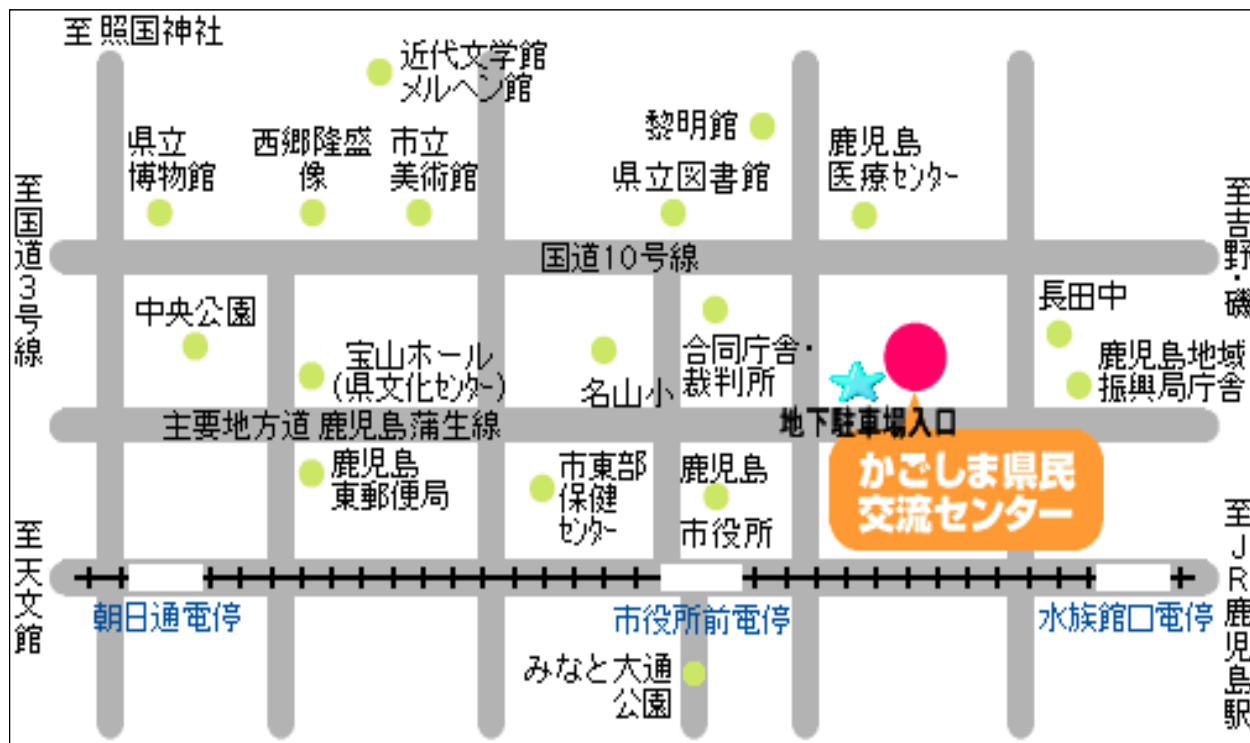 至 照国神社
近代文学館
メルヘン館
黎明館
県立
博物館
西郷隆盛
像
市立
美術館
県立図書館
鹿児島
医療センター
至国道3号線
至吉野・磯
国道10号線
中央公園
宝山ホール
(県文化センター)
名山小
合同庁舎・
裁判所
長田中
鹿児島地域
振興局庁舎
地下駐車場入口
主要地方道 鹿児島蒲生線
かごしま県民
交流センター
鹿児島
東郵便局
市東部
保健
センター
鹿児島
市役所
至天文館
至JR鹿児島駅
朝日通電停
市役所前電停
水族館口電停
みなと大通
公園